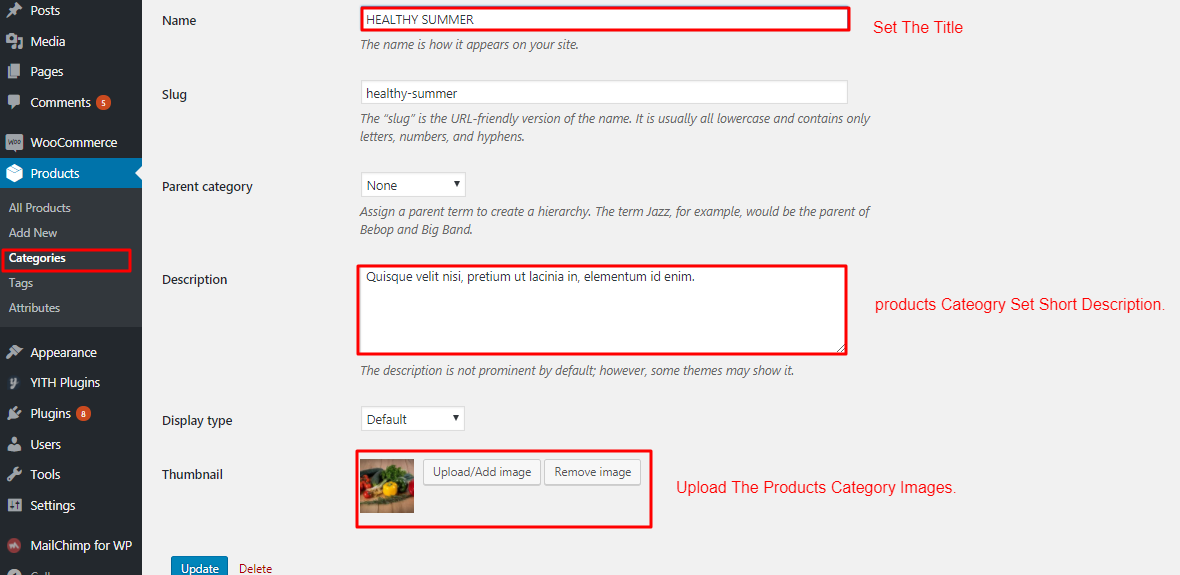 Posts
Media
Pages
Comments 5
WOO WooCommerce
Products
All Products
Add New
Categories
Tags
Attributes
Appearance
YITH Plugins
Plugins 8
Users
Tools
Settings
MailChimp for WP
Name
HEALTHY SUMMER
Set The Title
The name is how it appears on your site.
Slug
healthy-summer
The “slug” is the URL-friendly version of the name. It is usually all lowercase and contains only
letters, numbers, and hyphens.
Parent category
None
Assign a parent term to create a hierarchy. The term Jazz, for example, would be the parent of
Bebop and Big Band.
Description
Quisque velit nisi, pretium ut lacinia in, elementum id enim.
products Cateogry Set Short Description.
The description is not prominent by default; however, some themes may show it.
Display type
Default
Thumbnail
Upload/Add image
Remove image
Upload The Products Category Images.
Update
Delete